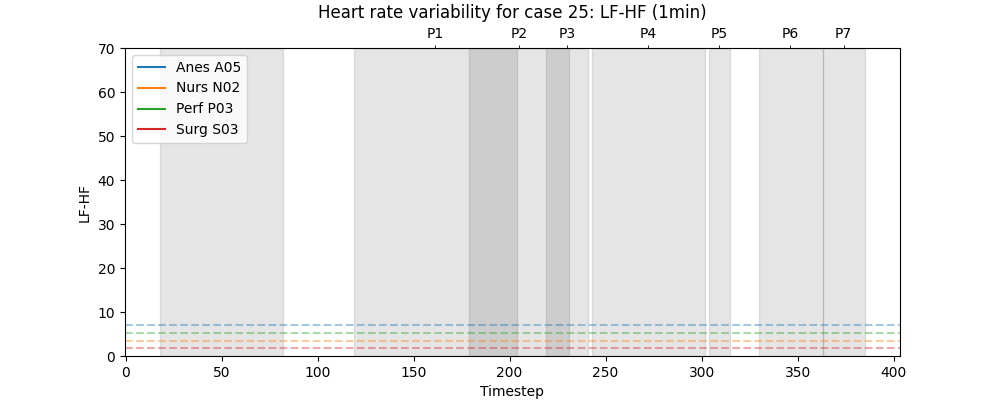 Heart rate variability for case 25: LF-HF (1min)
P1 P2 P3 P4 P5 P6 P7
70
60
50
40
30
20
10
0
LF-HF
Anes A05
Nurs N02
Perf P03
Surg S03
0 50 100 150 200 250 300 350 400
Timestep